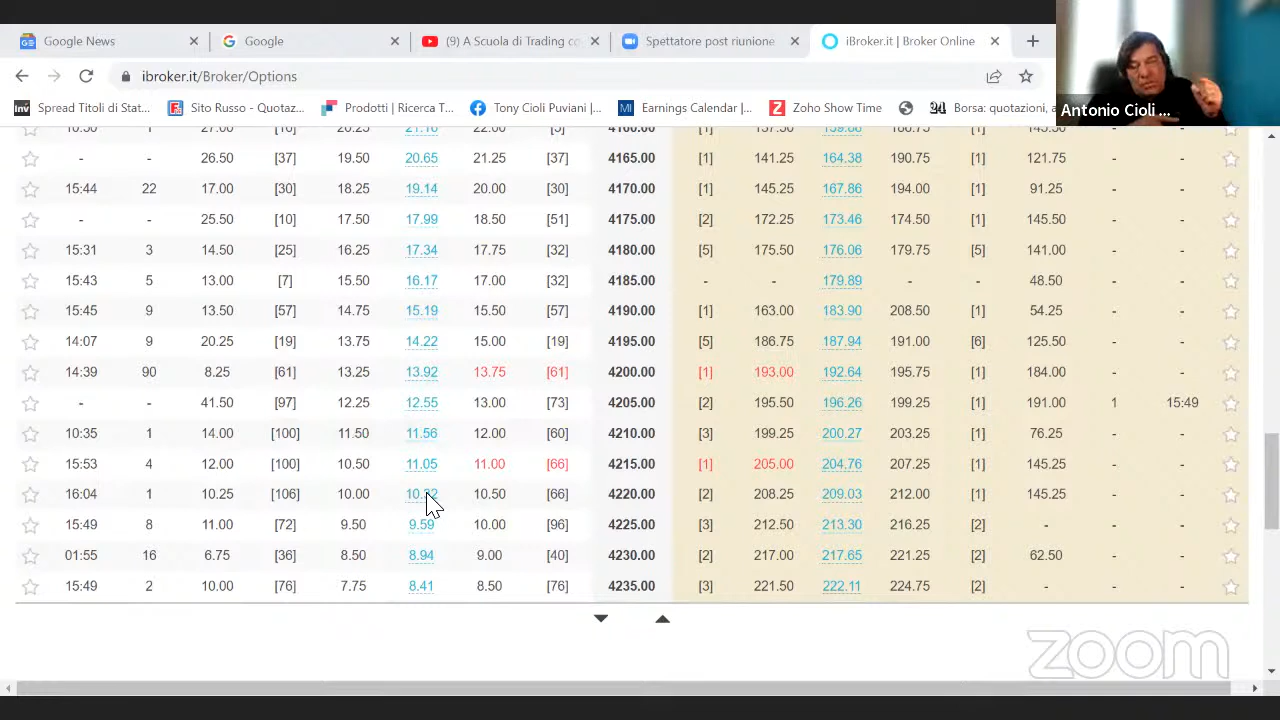 Google News
Google
(9) A Scuola di Trading co
Spettatore post riunione
iBroker.it | Broker Online
ibroker.it/Broker/Options
Spread Titoli di Stat...
Sito Russo - Quotaz...
Prodotti | Ricerca T...
Tony Cioli Puviani |...
Earnings Calendar |...
Zoho Show Time
Borsa: quotazioni, a
Antonio Cioli ...
- - 26.50 [37] 19.50 20.65 21.25 [37] 4165.00 [1] 141.25 164.38 190.75 [1] 121.75 - -
15:44 22 17.00 [30] 18.25 19.14 20.00 [30] 4170.00 [1] 145.25 167.86 194.00 [1] 91.25 - -
- - 25.50 [10] 17.50 17.99 18.50 [51] 4175.00 [2] 172.25 173.46 174.50 [1] 145.50 - -
15:31 3 14.50 [25] 16.25 17.34 17.75 [32] 4180.00 [5] 175.50 176.06 179.75 [5] 141.00 - -
15:43 5 13.00 [7] 15.50 16.17 17.00 [32] 4185.00 - - 179.89 - - 48.50 - -
15:45 9 13.50 [57] 14.75 15.19 15.50 [57] 4190.00 [1] 163.00 183.90 208.50 [1] 54.25 - -
14:07 9 20.25 [19] 13.75 14.22 15.00 [19] 4195.00 [5] 186.75 187.94 191.00 [6] 125.50 - -
14:39 90 8.25 [61] 13.25 13.92 13.75 [61] 4200.00 [1] 193.00 192.64 195.75 [1] 184.00 - -
- - 41.50 [97] 12.25 12.55 13.00 [73] 4205.00 [2] 195.50 196.26 199.25 [1] 191.00 1 15:49
10:35 1 14.00 [100] 11.50 11.56 12.00 [60] 4210.00 [3] 199.25 200.27 203.25 [1] 76.25 - -
15:53 4 12.00 [100] 10.50 11.05 11.00 [66] 4215.00 [1] 205.00 204.76 207.25 [1] 145.25 - -
16:04 1 10.25 [106] 10.00 10.50 [66] 4220.00 [2] 208.25 209.03 212.00 [1] 145.25 - -
15:49 8 11.00 [72] 9.50 9.59 10.00 [96] 4225.00 [3] 212.50 213.30 216.25 [2] - - -
01:55 16 6.75 [36] 8.50 8.94 9.00 [40] 4230.00 [2] 217.00 217.65 221.25 [2] 62.50 - -
15:49 2 10.00 [76] 7.75 8.41 8.50 [76] 4235.00 [3] 221.50 222.11 224.75 [2] - - -
zoom